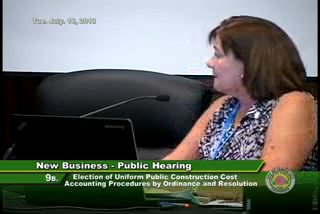 Tue. July. 16, 2013
New Business - Public Hearing
9B.
Election of Uniform Public Construction Cost
Accounting Procedures by Ordinance and Resolution